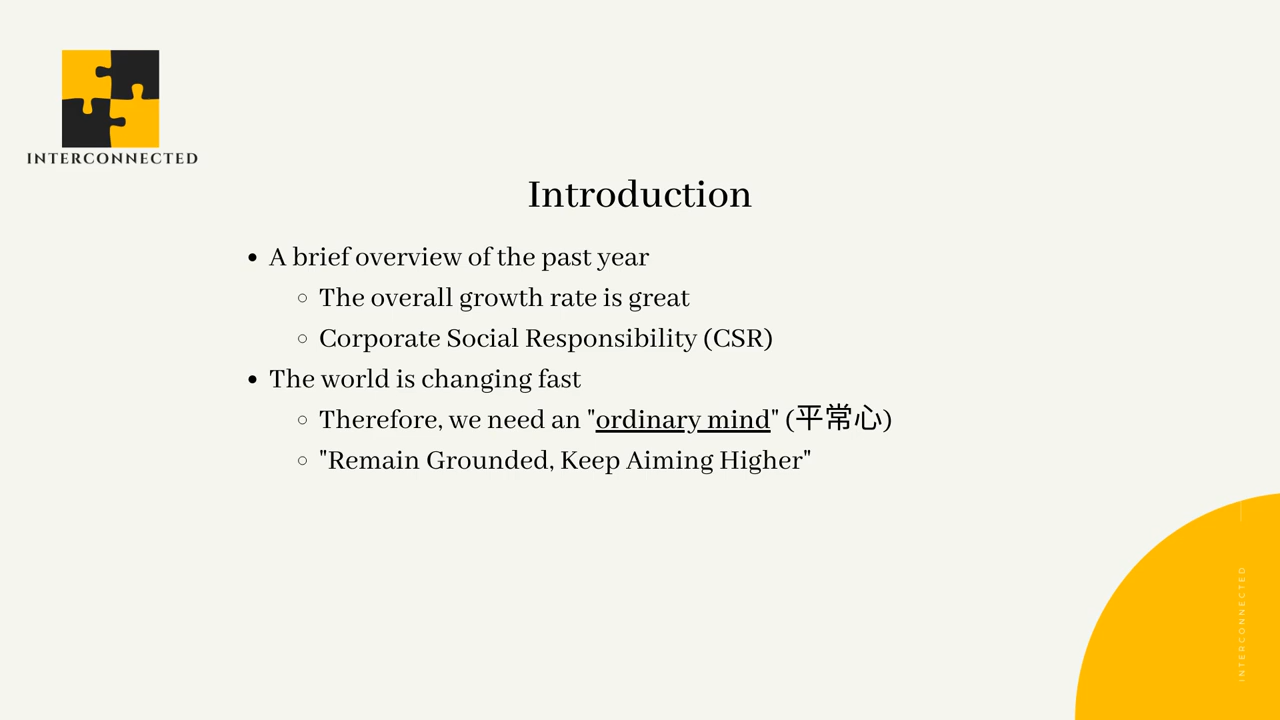 INTERCONNECTED
Introduction
• A brief overview of the past year
○ The overall growth rate is great
○ Corporate Social Responsibility (CSR)
• The world is changing fast
○ Therefore, we need an "ordinary mind" (平常心)
○ "Remain Grounded, Keep Aiming Higher"
INTERCONNECTED